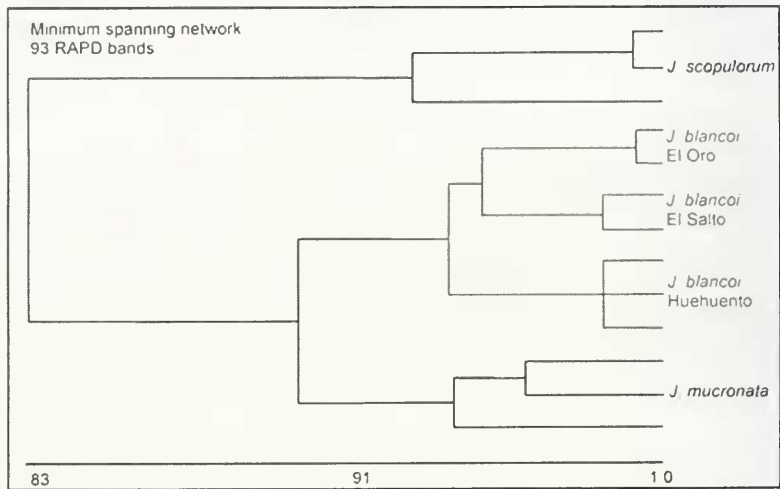 Minimum spanning network
93 RAPD bands
J scopulorum
J blancoi
El Oro
J blancoi
El Salto
J blancoi
Huehuento
J. mucronata
83
91
1 0